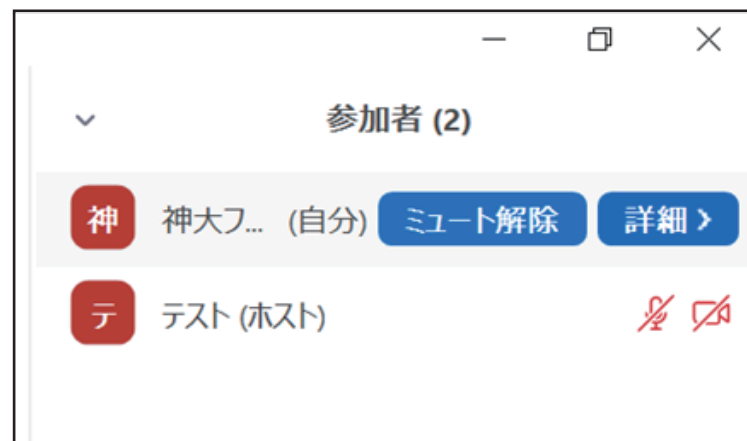 参加者 (2)
神 神大フ... (自分) ミュート解除 詳細 >
テ テスト (ホスト)